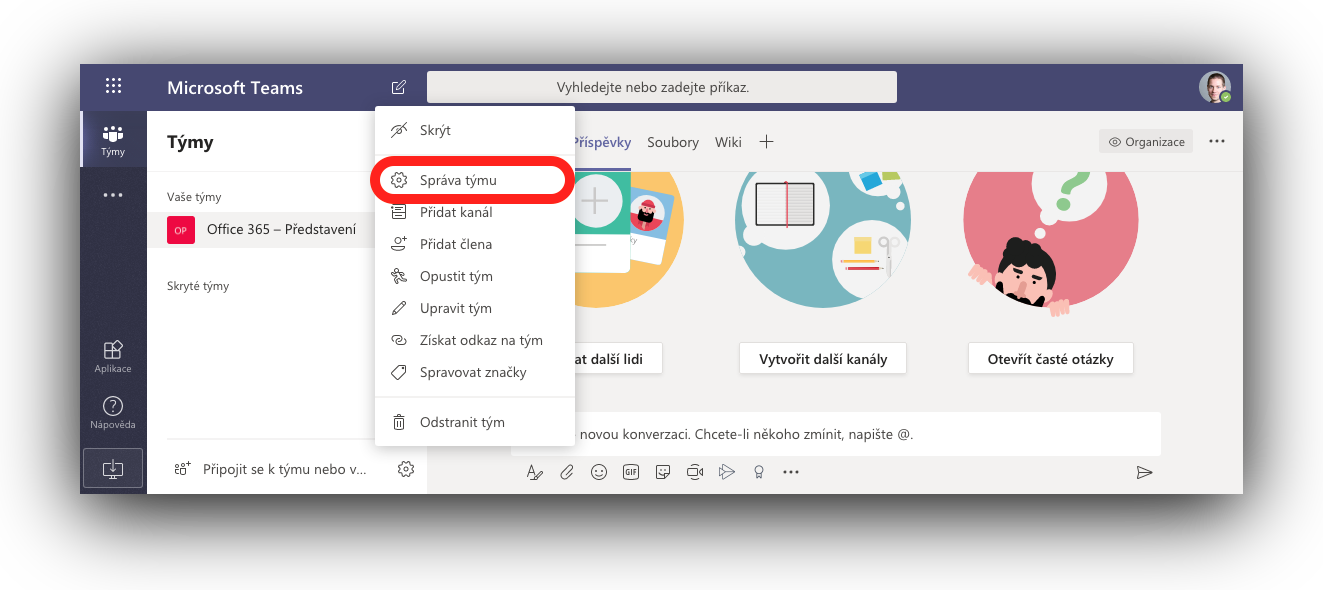 Microsoft Teams
Vyhledejte nebo zadejte příkaz.
Týmy
Aplikace
Nápověda
Týmy
Vaše týmy
OP
Office 365 – Představení
Skryté týmy
Připojit se k týmu nebo v...
Skrýt
Správa týmu
Přidat kanál
Přidat člena
Opustit tým
Upravit tým
Získat odkaz na tým
Spravovat značky
Odstranit tým
Příspěvky
Soubory
Wiki
Organizace
další lidi
Vytvořit další kanály
Otevřít časté otázky
novou konverzaci. Chcete-li někoho zmínit, napište @.
GIF